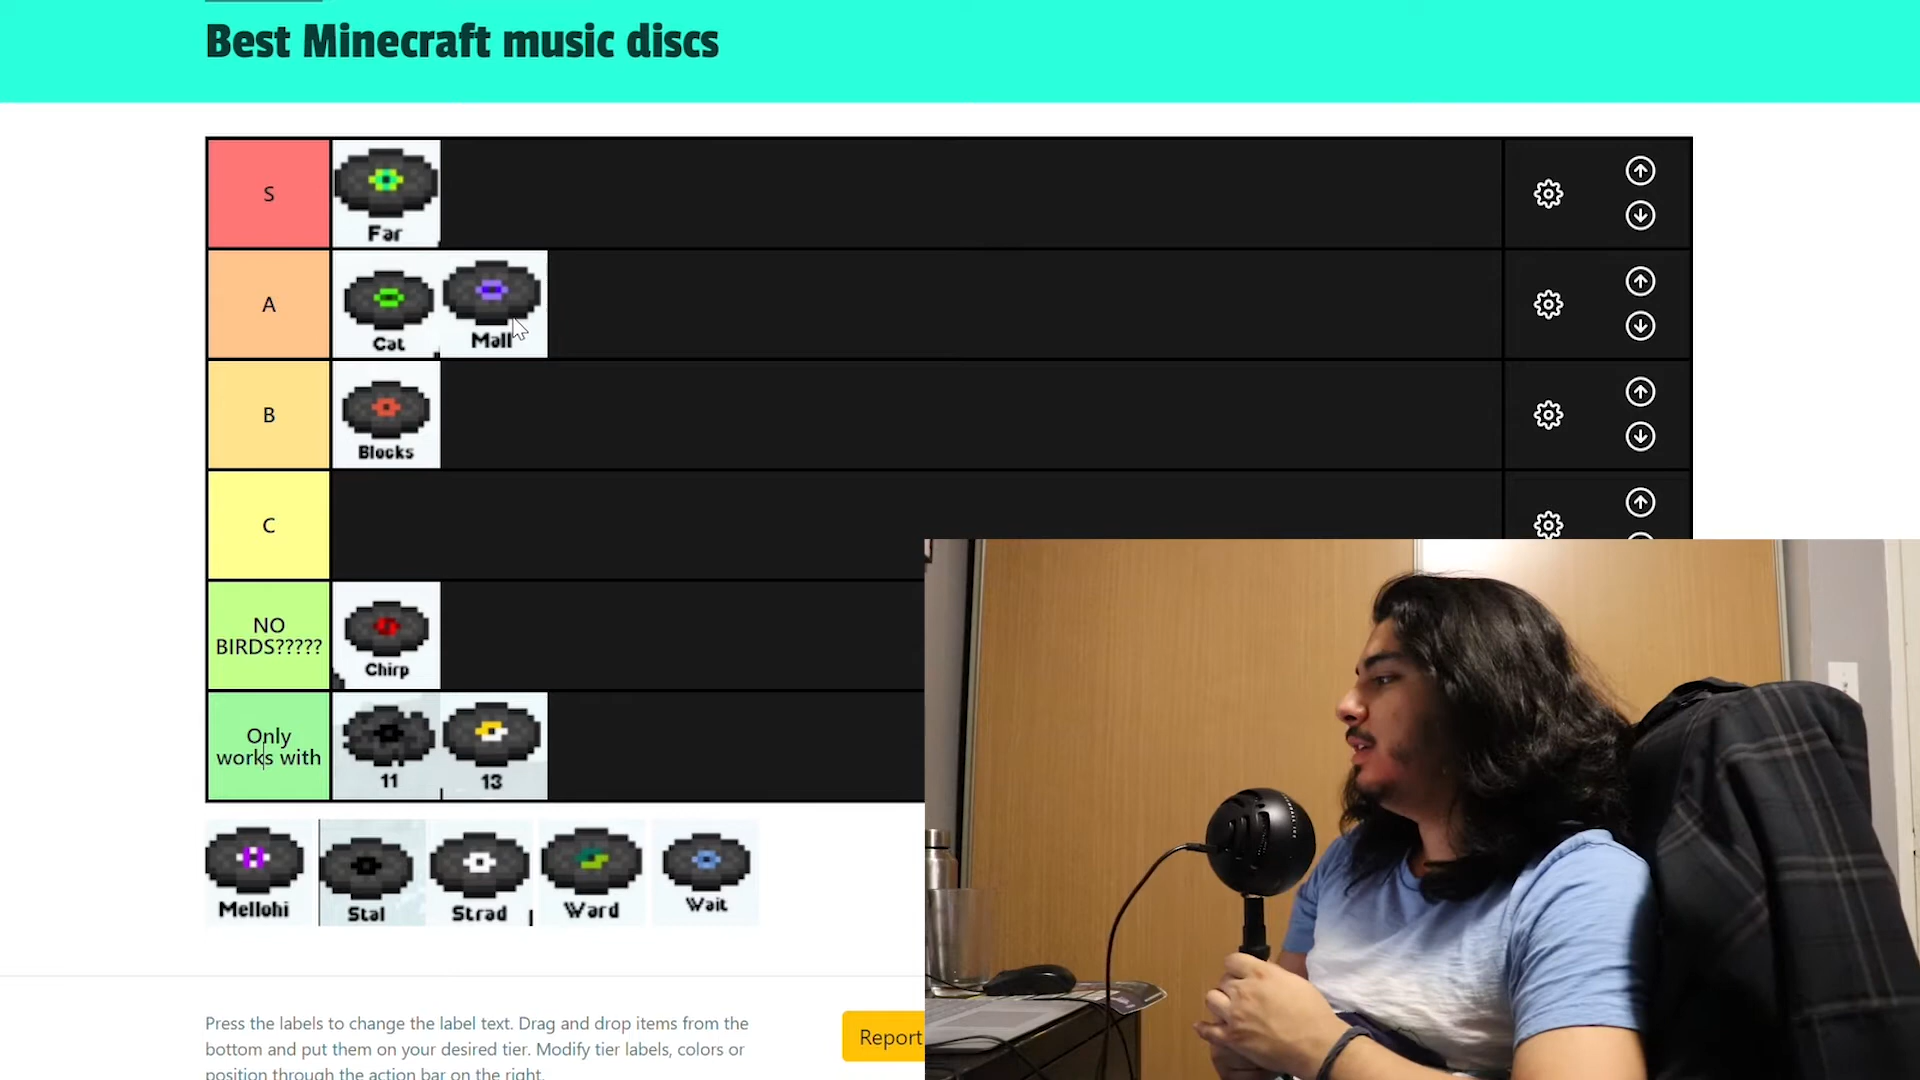 Best Minecraft music discs
S
Far
A
Cat
Mall
B
Blocks
C
NO
BIRDS?????
Chirp
Only
works with
11
13
Mellohi
Stal
Strad
Ward
Wait
Press the labels to change the label text. Drag and drop items from the
bottom and put them on your desired tier. Modify tier labels, colors or
position through the action bar on the right.
Report